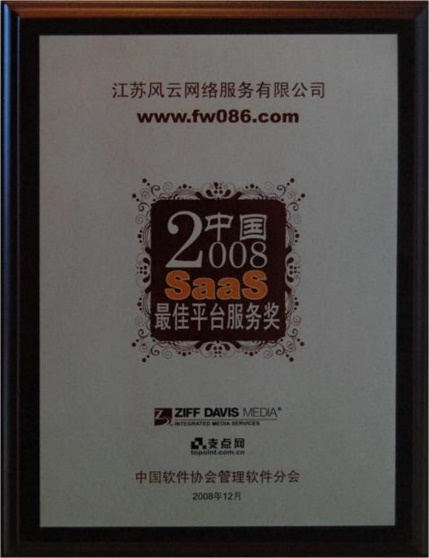 江苏风云网络服务有限公司
www.fw086.com
中国
2008
SaaS
最佳平台服务奖
ZIFF DAVIS MEDIA®
INTEGRATED MEDIA SERVICES
支点网
topoint.com.cn
中国软件协会管理软件分会
2008年12月